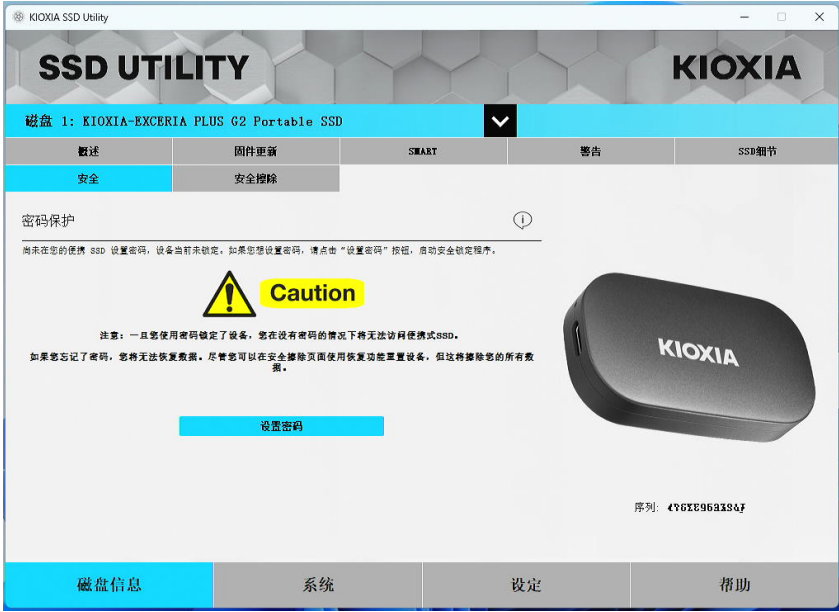 KIOXIA SSD Utility
SSD UTILITY
KIOXIA
磁盘 1: KIOXIA-EXCERIA PLUS G2 Portable SSD
概述
固件更新
SMART
警告
SSD细节
安全
安全擦除
密码保护
尚未在您的便携 SSD 设置密码，设备当前未锁定。如果您想设置密码，请点击“设置密码”按钮，启动安全锁定程序。
Caution
注意：一旦您使用密码锁定了设备，您在没有密码的情况下将无法访问便携式SSD。
如果您忘记了密码，您将无法恢复数据。尽管您可以在安全擦除页面使用恢复功能重置设备，但这将擦除您的所有数
据。
设置密码
KIOXIA
序列:
磁盘信息
系统
设定
帮助